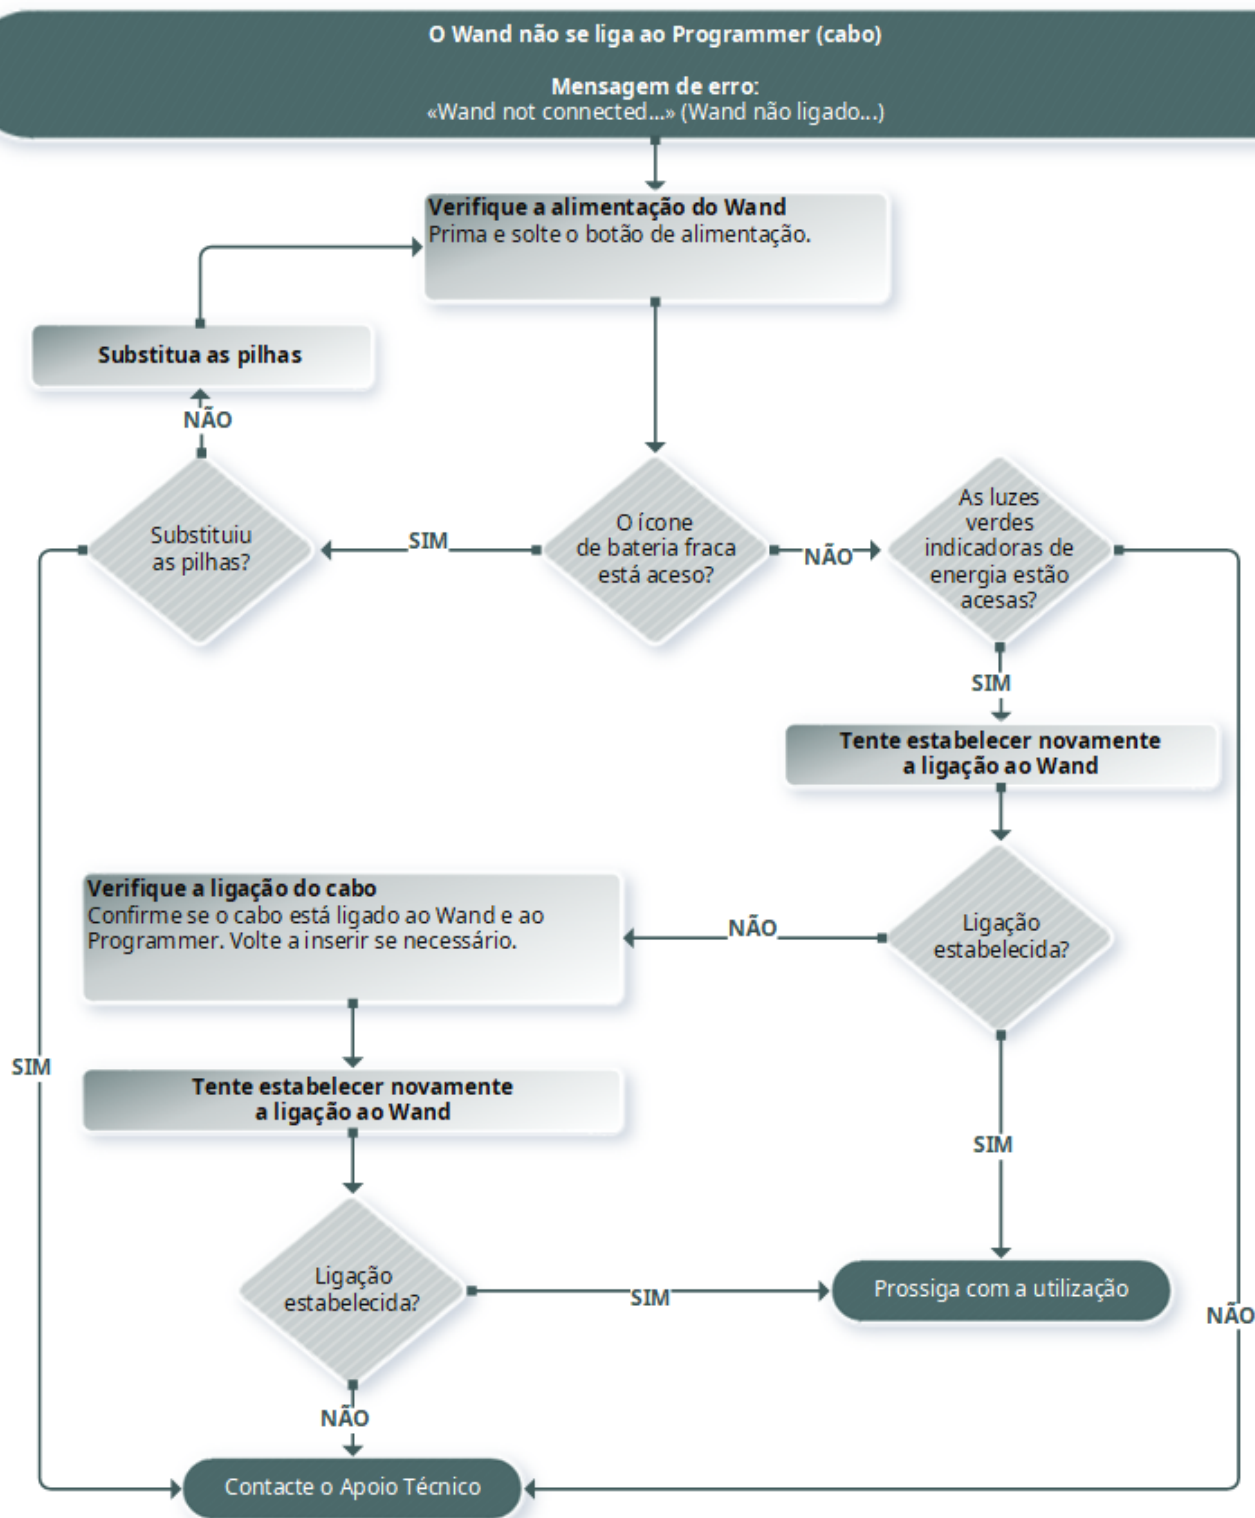 O Wand não se liga ao Programmer (cabo)
Mensagem de erro:
«Wand not connected...» (Wand não ligado...)
Verifique a alimentação do Wand
Prima e solte o botão de alimentação.
Substitua as pilhas
NÃO
Substituiu
as pilhas?
SIM
O ícone
de bateria fraca
está aceso?
NÃO
As luzes
verdes
indicadoras de
energia estão
acesas?
SIM
Tente estabelecer novamente
a ligação ao Wand
Verifique a ligação do cabo
Confirme se o cabo está ligado ao Wand e ao
Programmer. Volte a inserir se necessário.
NÃO
Ligação
estabelecida?
SIM
Tente estabelecer novamente
a ligação ao Wand
SIM
Ligação
estabelecida?
SIM
Prossiga com a utilização
NÃO
NÃO
Contacte o Apoio Técnico